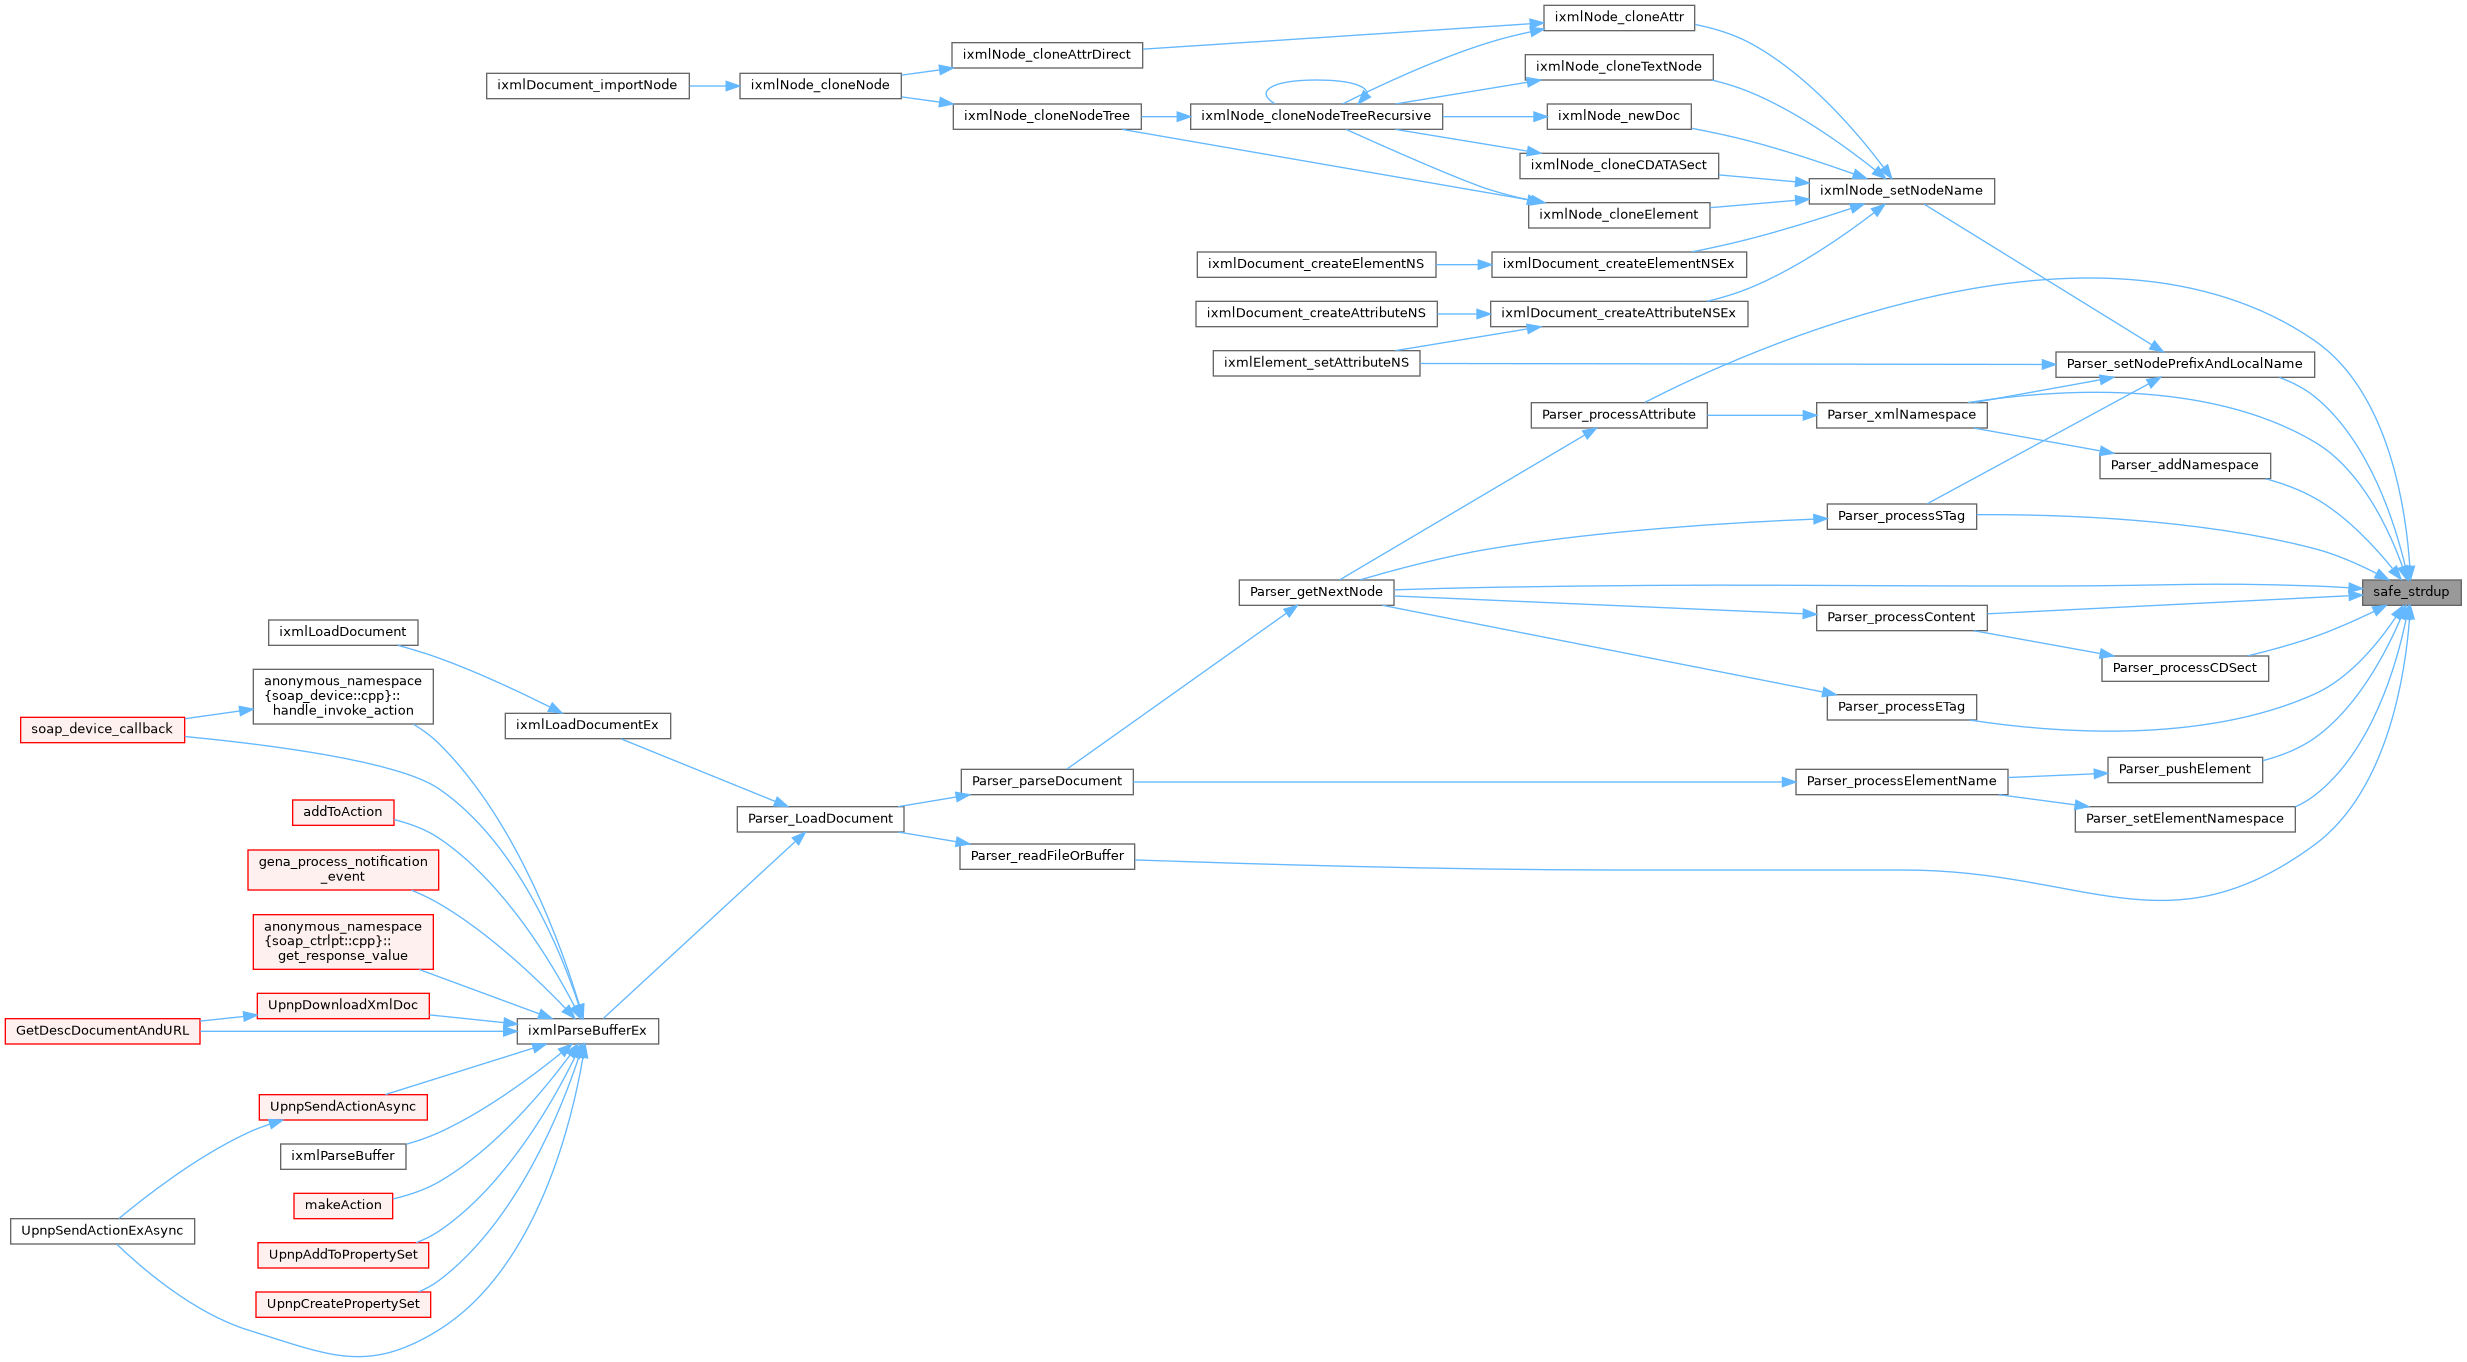 ixmlNode_cloneAttr
ixmlNode_cloneAttrDirect
ixmlNode_cloneTextNode
ixmlDocument_importNode
ixmlNode_cloneNode
ixmlNode_cloneNodeTree
ixmlNode_cloneNodeTreeRecursive
ixmlNode_newDoc
ixmlNode_cloneCDATASect
ixmlNode_setNodeName
ixmlNode_cloneElement
ixmlDocument_createElementNS
ixmlDocument_createElementNSEx
ixmlDocument_createAttributeNS
ixmlDocument_createAttributeNSEx
ixmlElement_setAttributeNS
Parser_setNodePrefixAndLocalName
Parser_processAttribute
Parser_xmlNamespace
Parser_addNamespace
Parser_processSTag
Parser_getNextNode
safe_strdup
Parser_processContent
ixmlLoadDocument
Parser_processCDSect
anonymous_namespace
{soap_device::cpp}::
handle_invoke_action
Parser_processETag
soap_device_callback
ixmlLoadDocumentEx
Parser_pushElement
Parser_parseDocument
Parser_processElementName
addToAction
Parser_LoadDocument
Parser_setElementNamespace
Parser_readFileOrBuffer
gena_process_notification
_event
anonymous_namespace
{soap_ctrlpt::cpp}::
get_response_value
UpnpDownloadXmlDoc
GetDescDocumentAndURL
ixmlParseBufferEx
UpnpSendActionAsync
ixmlParseBuffer
makeAction
UpnpSendActionExAsync
UpnpAddToPropertySet
UpnpCreatePropertySet